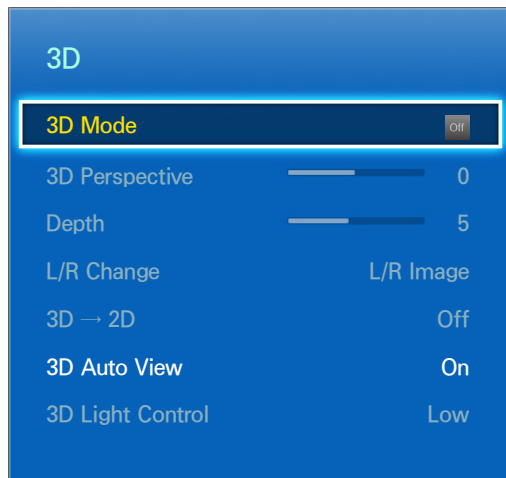 3D
3D Mode Off
3D Perspective 0
Depth 5
L/R Change L/R Image
3D → 2D Off
3D Auto View On
3D Light Control Low